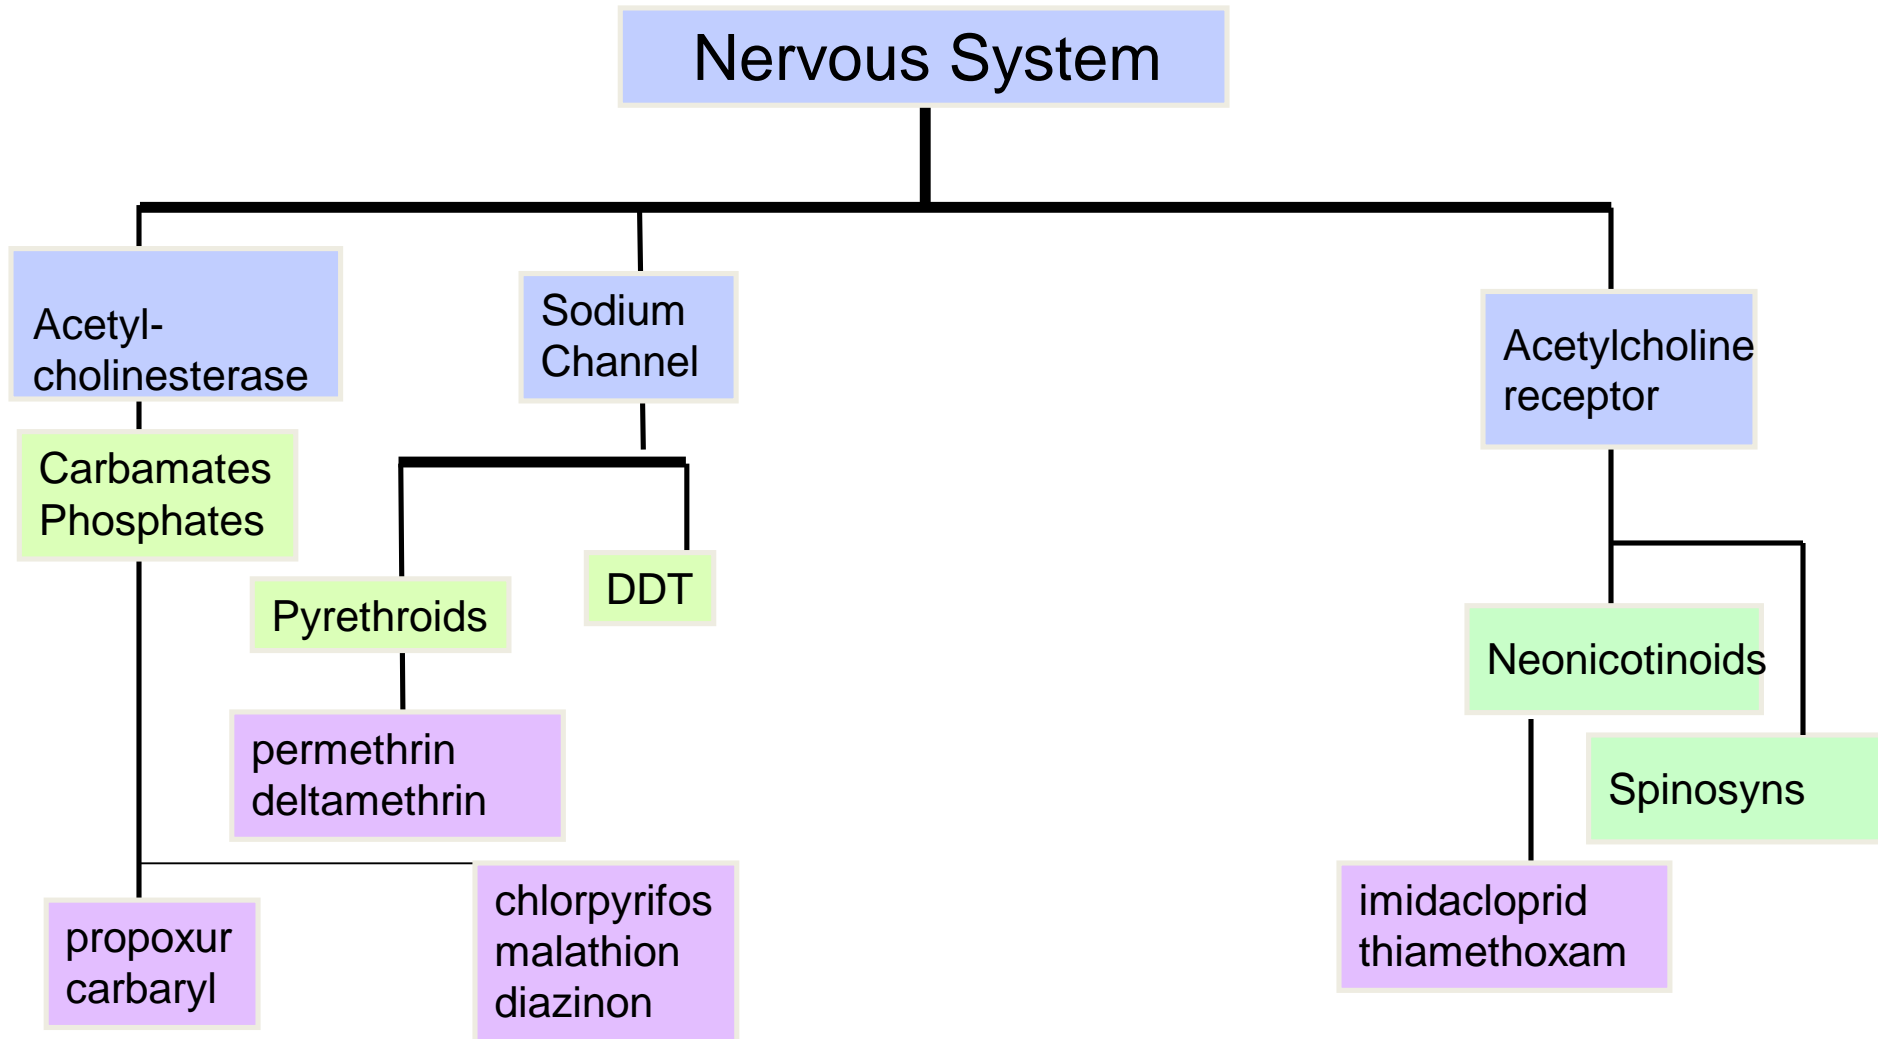 Nervous System
Acetyl-
cholinesterase
Sodium
Channel
Acetylcholine
receptor
Carbamates
Phosphates
Pyrethroids
DDT
Neonicotinoids
Spinosyns
permethrin
deltamethrin
propoxur
carbaryl
chlorpyrifos
malathion
diazinon
imidacloprid
thiamethoxam